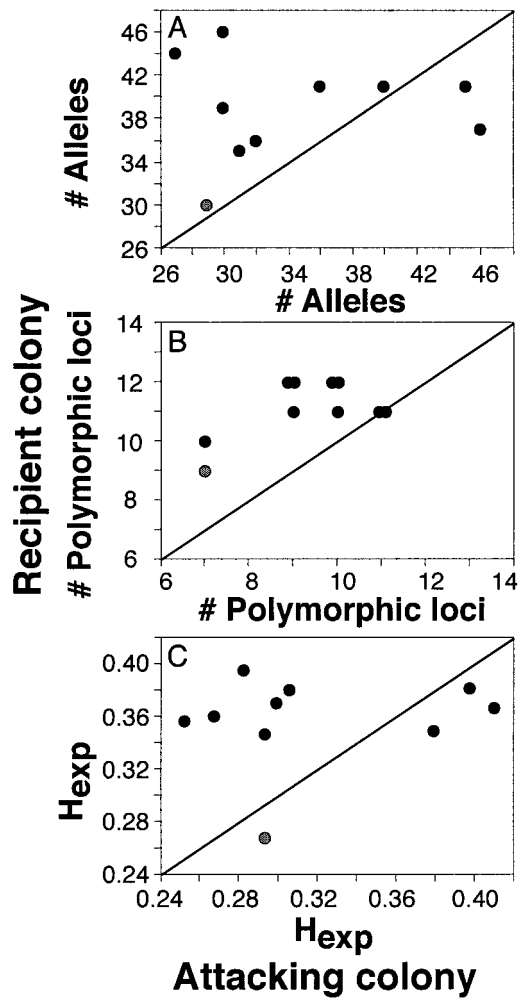 Recipient colony
A
# Alleles
46
42
38
34
30
26
26 30 34 38 42 46
# Alleles
B
# Polymorphic loci
14
12
10
8
6
6 8 10 12 14
# Polymorphic loci
C
Hexp
0.40
0.36
0.32
0.28
0.24
0.24 0.28 0.32 0.36 0.40
Hexp
Attacking colony